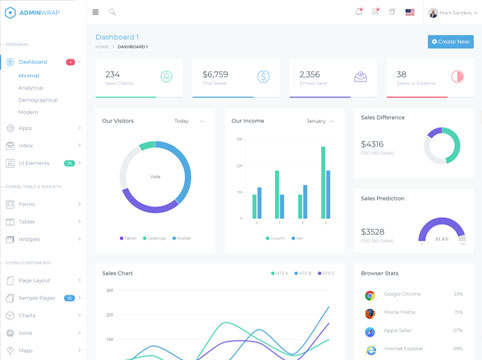 ADMINWRAP
Mark Sanders
PERSONAL
Dashboard
Minimal
Analytical
Demographical
Modern
Apps
Inbox
Ui Elements
FORMS, TABLE & WIDGETS
Forms
Tables
Widgets
EXTRA COMPONENTS
Page Layout
Sample Pages
Charts
Icons
Maps
Dashboard 1
HOME > DASHBOARD 1
Create New
234
New Clients
$6,759
This Week
2,356
Emails Sent
38
Deals in Pipeline
Our Visitors
Today
Visits
Tablet Desktops Mobile
Our Income
January
Growth Net
Sales Difference
$4316
(150-165 Sales)
Sales Prediction
$3528
(150-165 Sales)
91.4%
Sales Chart
SITE A SITE B SITE C
Browser Stats
Google Chrome 23%
Mozila Firefox 15%
Apple Safari 07%
Internet Explorer 09%